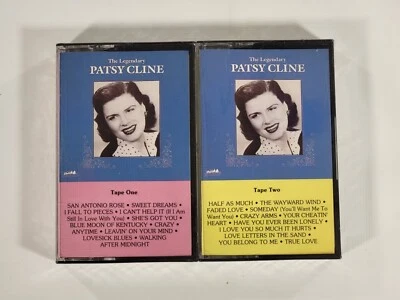 The Legendary
PATSY CLINE
Tape One
SAN ANTONIO ROSE • SWEET DREAMS •
I FALL TO PIECES • I CAN'T HELP IT (If I Am
Still In Love With You) • SHE'S GOT YOU •
BLUE MOON OF KENTUCKY • CRAZY •
ANYTIME • LEAVIN' ON YOUR MIND •
LOVESICK BLUES • WALKING
AFTER MIDNIGHT
The Legendary
PATSY CLINE
Tape Two
HALF AS MUCH • THE WAYWARD WIND •
FADED LOVE • SOMEDAY (You'll Want Me To
Want You) • CRAZY ARMS • YOUR CHEATIN'
HEART • HAVE YOU EVER BEEN LONELY •
I LOVE YOU SO MUCH IT HURTS •
LOVE LETTERS IN THE SAND •
YOU BELONG TO ME • TRUE LOVE